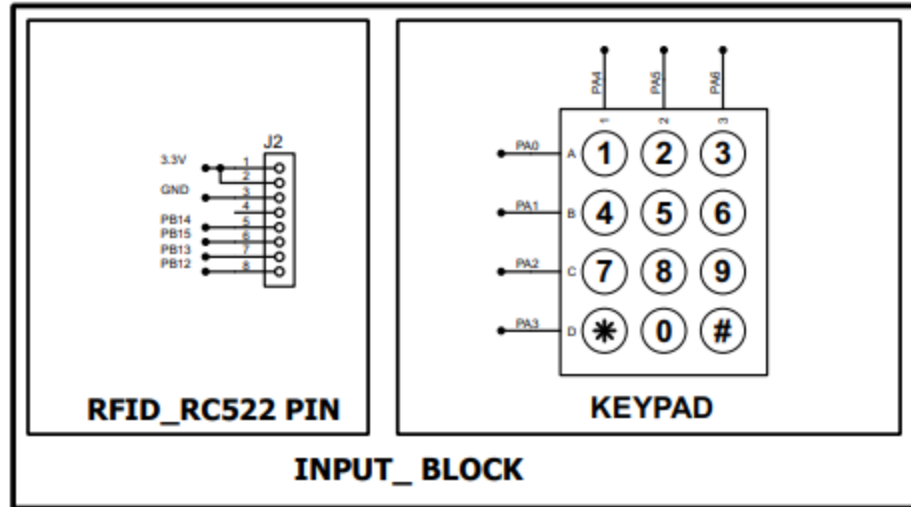 J2
3.3V 1
2
GND 3
4
PB14 5
PB15 6
PB13 7
PB12 8
RFID_RC522 PIN
PA4 PA5 PA6
1 2 3
PA0 A 1 2 3
PA1 B 4 5 6
PA2 C 7 8 9
PA3 D * 0 #
KEYPAD
INPUT_ BLOCK